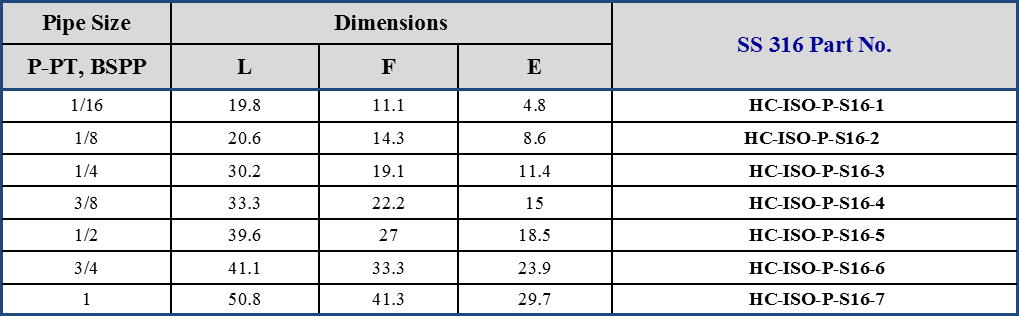 Pipe Size Dimensions SS 316 Part No.
P-PT, BSPP L F E
1/16 19.8 11.1 4.8 HC-ISO-P-S16-1
1/8 20.6 14.3 8.6 HC-ISO-P-S16-2
1/4 30.2 19.1 11.4 HC-ISO-P-S16-3
3/8 33.3 22.2 15 HC-ISO-P-S16-4
1/2 39.6 27 18.5 HC-ISO-P-S16-5
3/4 41.1 33.3 23.9 HC-ISO-P-S16-6
1 50.8 41.3 29.7 HC-ISO-P-S16-7